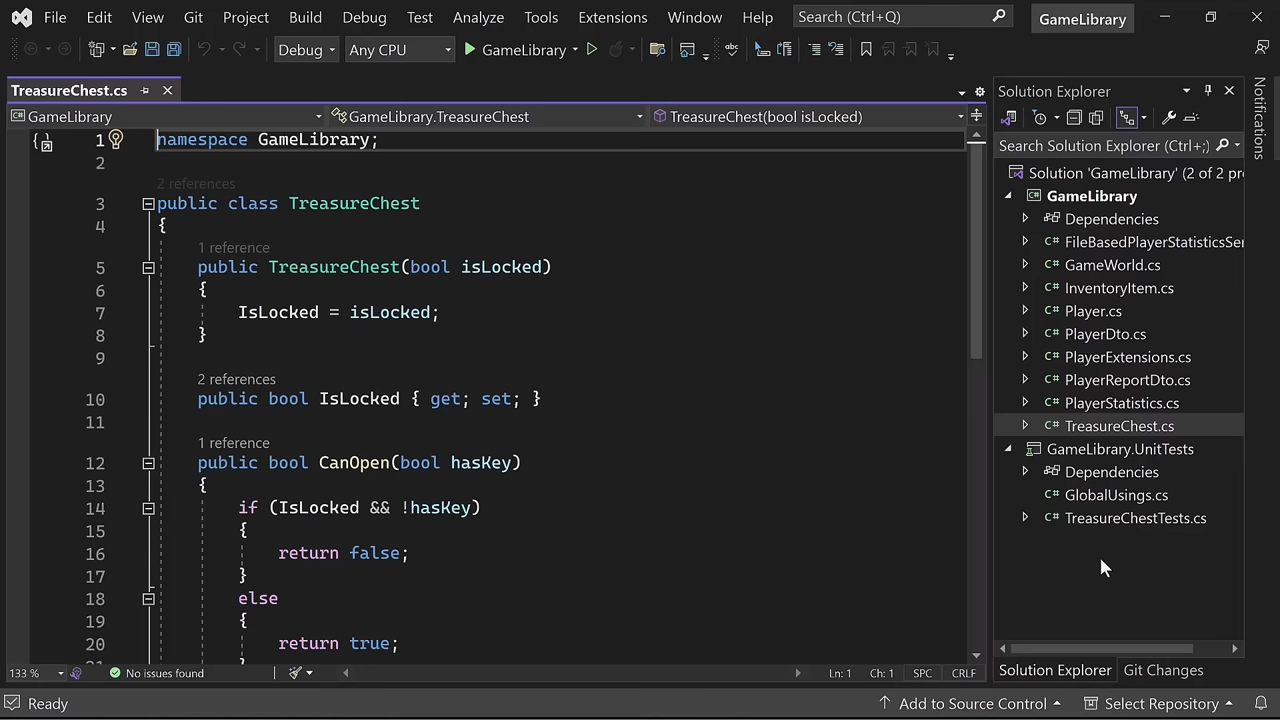 File Edit View Git Project Build Debug Test Analyze Tools Extensions Window Help Search (Ctrl+Q) GameLibrary
Debug Any CPU GameLibrary
TreasureChest.cs
GameLibrary GameLibrary.TreasureChest TreasureChest(bool isLocked)
1 namespace GameLibrary;
2
2 references
3 public class TreasureChest
4 {
1 reference
5 public TreasureChest(bool isLocked)
6 {
7 IsLocked = isLocked;
8 }
9
2 references
10 public bool IsLocked { get; set; }
11
1 reference
12 public bool CanOpen(bool hasKey)
13 {
14 if (IsLocked && !hasKey)
15 {
16 return false;
17 }
18 else
19 {
20 return true;
133 % No issues found Ln: 1 Ch: 1 SPC CRLF
Solution Explorer
Search Solution Explorer (Ctrl+;)
Solution 'GameLibrary' (2 of 2 pr
GameLibrary
Dependencies
C# FileBasedPlayerStatisticsSer
C# GameWorld.cs
C# InventoryItem.cs
C# Player.cs
C# PlayerDto.cs
C# PlayerExtensions.cs
C# PlayerReportDto.cs
C# PlayerStatistics.cs
C# TreasureChest.cs
GameLibrary.UnitTests
Dependencies
C# GlobalUsings.cs
C# TreasureChestTests.cs
Solution Explorer Git Changes
Notifications
Ready Add to Source Control Select Repository